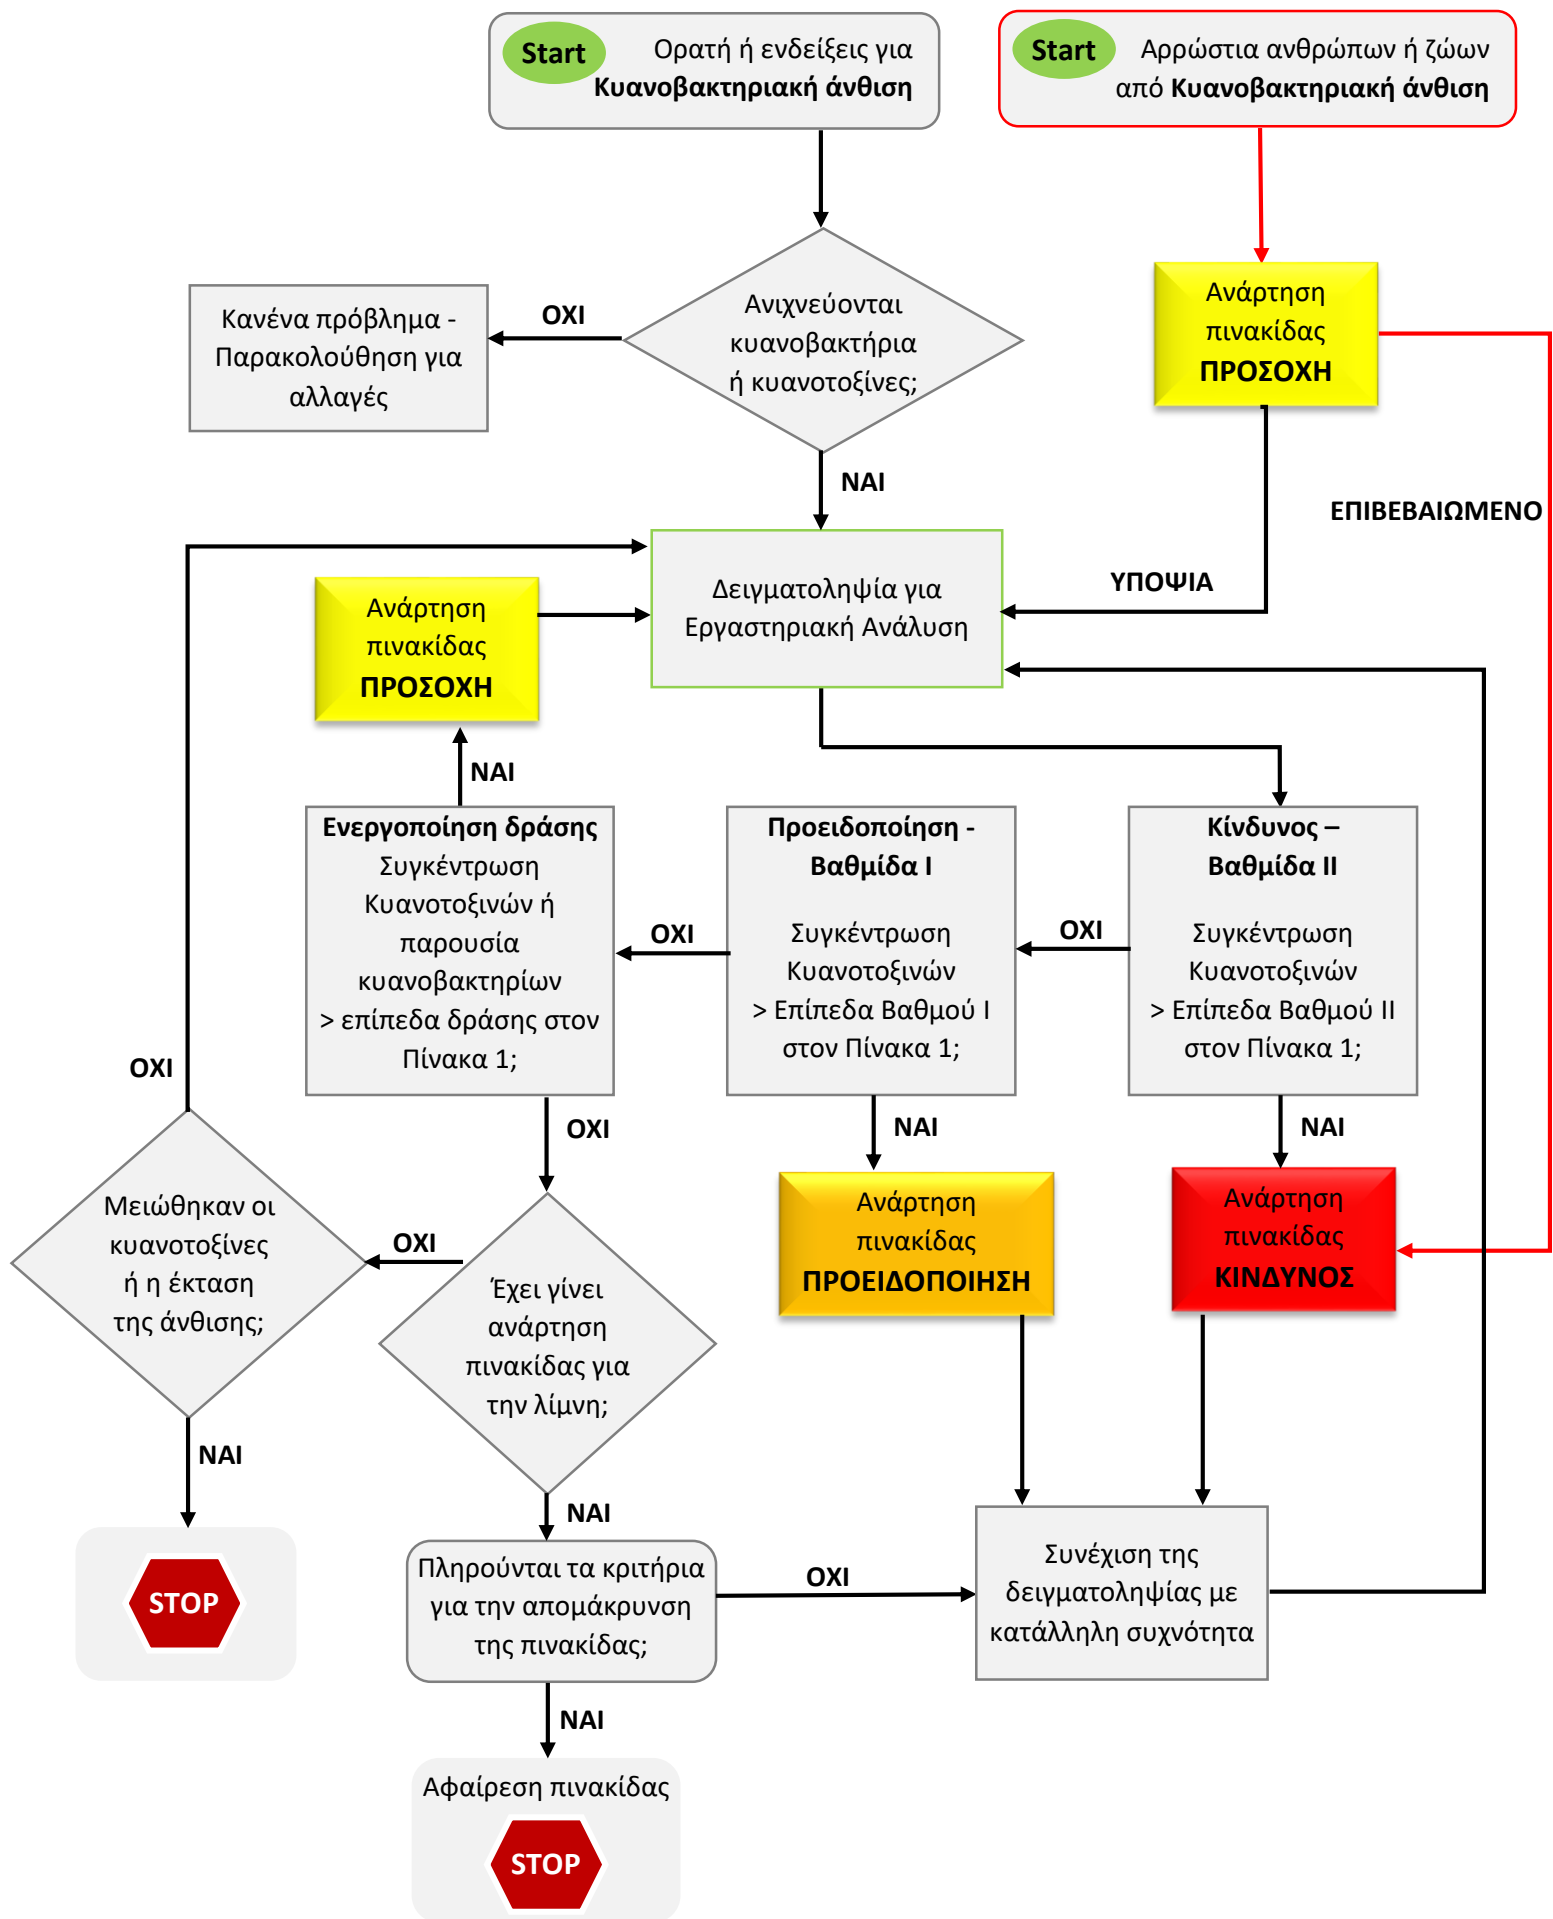 Start
Ορατή ή ενδείξεις για
Κυανοβακτηριακή άνθιση
Start
Αρρώστια ανθρώπων ή ζώων
από Κυανοβακτηριακή άνθιση
Ανιχνεύονται
κυανοβακτήρια
ή κυανοτοξίνες;
ΟΧΙ
Κανένα πρόβλημα -
Παρακολούθηση για
αλλαγές
Ανάρτηση
πινακίδας
ΠΡΟΣΟΧΗ
ΝΑΙ
ΕΠΙΒΕΒΑΙΩΜΕΝΟ
ΥΠΟΨΙΑ
Δειγματοληψία για
Εργαστηριακή Ανάλυση
Ανάρτηση
πινακίδας
ΠΡΟΣΟΧΗ
ΝΑΙ
Ενεργοποίηση δράσης
Συγκέντρωση
Κυανοτοξινών ή
παρουσία
κυανοβακτηρίων
> επίπεδα δράσης στον
Πίνακα 1;
ΟΧΙ
Προειδοποίηση -
Βαθμίδα Ι
Συγκέντρωση
Κυανοτοξινών
> Επίπεδα Βαθμού Ι
στον Πίνακα 1;
ΟΧΙ
Κίνδυνος –
Βαθμίδα ΙΙ
Συγκέντρωση
Κυανοτοξινών
> Επίπεδα Βαθμού ΙΙ
στον Πίνακα 1;
ΟΧΙ
ΟΧΙ
ΝΑΙ
ΝΑΙ
Μειώθηκαν οι
κυανοτοξίνες
ή η έκταση
της άνθισης;
ΟΧΙ
Έχει γίνει
ανάρτηση
πινακίδας για
την λίμνη;
Ανάρτηση
πινακίδας
ΠΡΟΕΙΔΟΠΟΙΗΣΗ
Ανάρτηση
πινακίδας
ΚΙΝΔΥΝΟΣ
ΝΑΙ
ΝΑΙ
STOP
Πληρούνται τα κριτήρια
για την απομάκρυνση
της πινακίδας;
ΟΧΙ
Συνέχιση της
δειγματοληψίας με
κατάλληλη συχνότητα
ΝΑΙ
Αφαίρεση πινακίδας
STOP